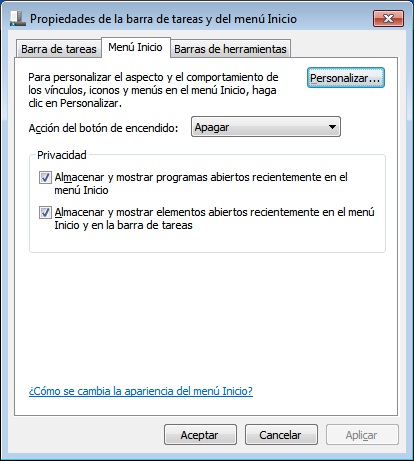 Propiedades de la barra de tareas y del menú Inicio
Barra de tareas Menú Inicio Barras de herramientas
Para personalizar el aspecto y el comportamiento de
los vínculos, iconos y menús en el menú Inicio, haga
clic en Personalizar.
Personalizar...
Acción del botón de encendido: Apagar
Privacidad
Almacenar y mostrar programas abiertos recientemente en el
menú Inicio
Almacenar y mostrar elementos abiertos recientemente en el menú
Inicio y en la barra de tareas
¿Cómo se cambia la apariencia del menú Inicio?
Aceptar Cancelar Aplicar